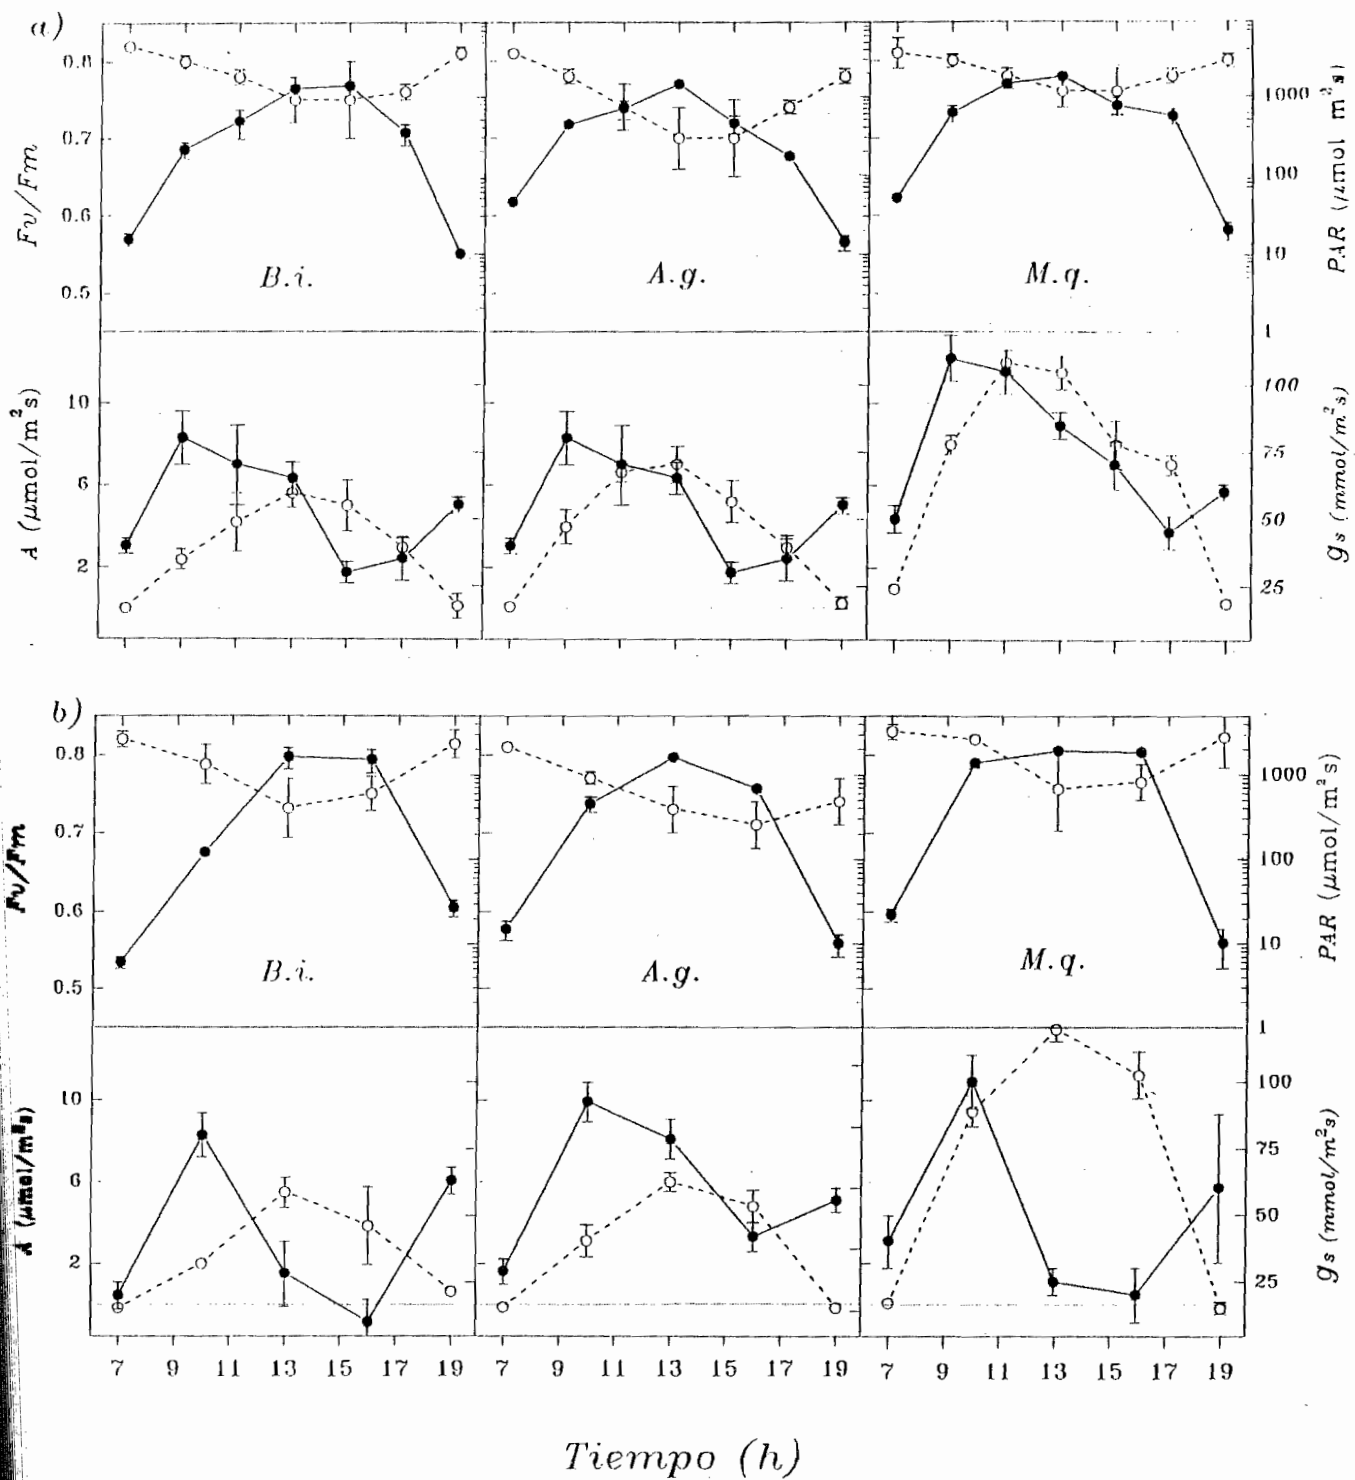 a)
0.8
0.7
0.6
0.5
Fv/Fm
B.i.
A.g.
M.q.
1000
100
10
1
PAR (μmol m²s)
10
6
2
A (μmol/m²s)
100
75
50
25
gs (mmol/m²s)
b)
0.8
0.7
0.6
0.5
Fv/Fm
B.i.
A.g.
M.q.
1000
100
10
1
PAR (μmol/m²s)
10
6
2
A (μmol/m²s)
100
75
50
25
gs (mmol/m²s)
7 9 11 13 15 17 19 7 9 11 13 15 17 19 7 9 11 13 15 17 19
Tiempo (h)